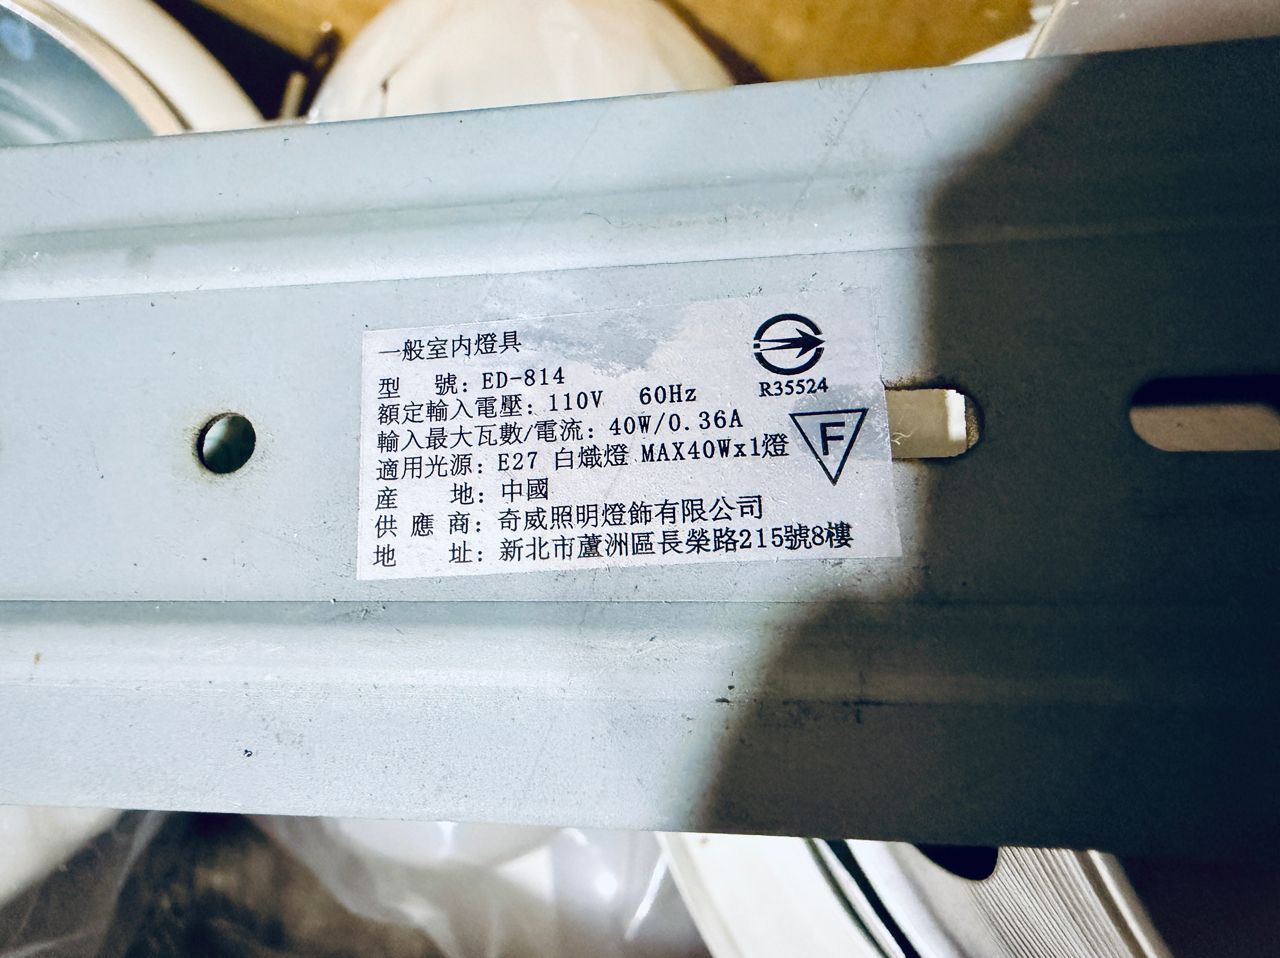 一般室內燈具
型　號：ED-814
額定輸入電壓：110V 60Hz
輸入最大瓦數/電流：40W/0.36A
適用光源：E27 白熾燈 MAX40Wx1燈
產　地：中國
供應商：奇威照明燈飾有限公司
地　址：新北市蘆洲區長榮路215號8樓
R35524
F